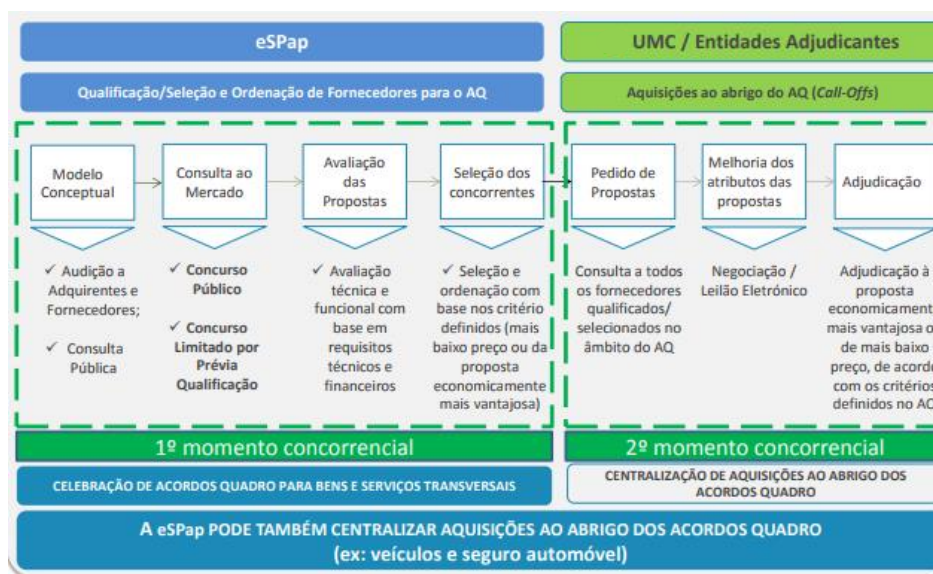 eSPap
UMC / Entidades Adjudicantes
Qualificação/Seleção e Ordenação de Fornecedores para o AQ
Aquisições ao abrigo do AQ (Call-Offs)
Modelo
Conceptual
Consulta ao
Mercado
Avaliação
das
Propostas
Seleção dos
concorrentes
Pedido de
Propostas
Melhoria dos
atributos das
propostas
Adjudicação
✓ Audição a
Adquirentes e
Fornecedores;
✓ Consulta
Pública
✓ Concurso
Público
✓ Concurso
Limitado por
Prévia
Qualificação
✓ Avaliação
técnica e
funcional com
base em
requisitos
técnicos e
financeiros
✓ Seleção e
ordenação com
base nos critério
definidos (mais
baixo preço ou da
proposta
economicamente
mais vantajosa)
Consulta a todos
os fornecedores
qualificados/
selecionados no
âmbito do AQ
Negociação /
Leilão Eletrónico
Adjudicação à
proposta
economicament
mais vantajosa o
de mais baixo
preço, de acord
com os critérios
definidos no AQ
1º momento concorrencial
2º momento concorrencial
CELEBRAÇÃO DE ACORDOS QUADRO PARA BENS E SERVIÇOS TRANSVERSAIS
CENTRALIZAÇÃO DE AQUISIÇÕES AO ABRIGO DOS
ACORDOS QUADRO
A eSPap PODE TAMBÉM CENTRALIZAR AQUISIÇÕES AO ABRIGO DOS ACORDOS QUADRO
(ex: veículos e seguro automóvel)